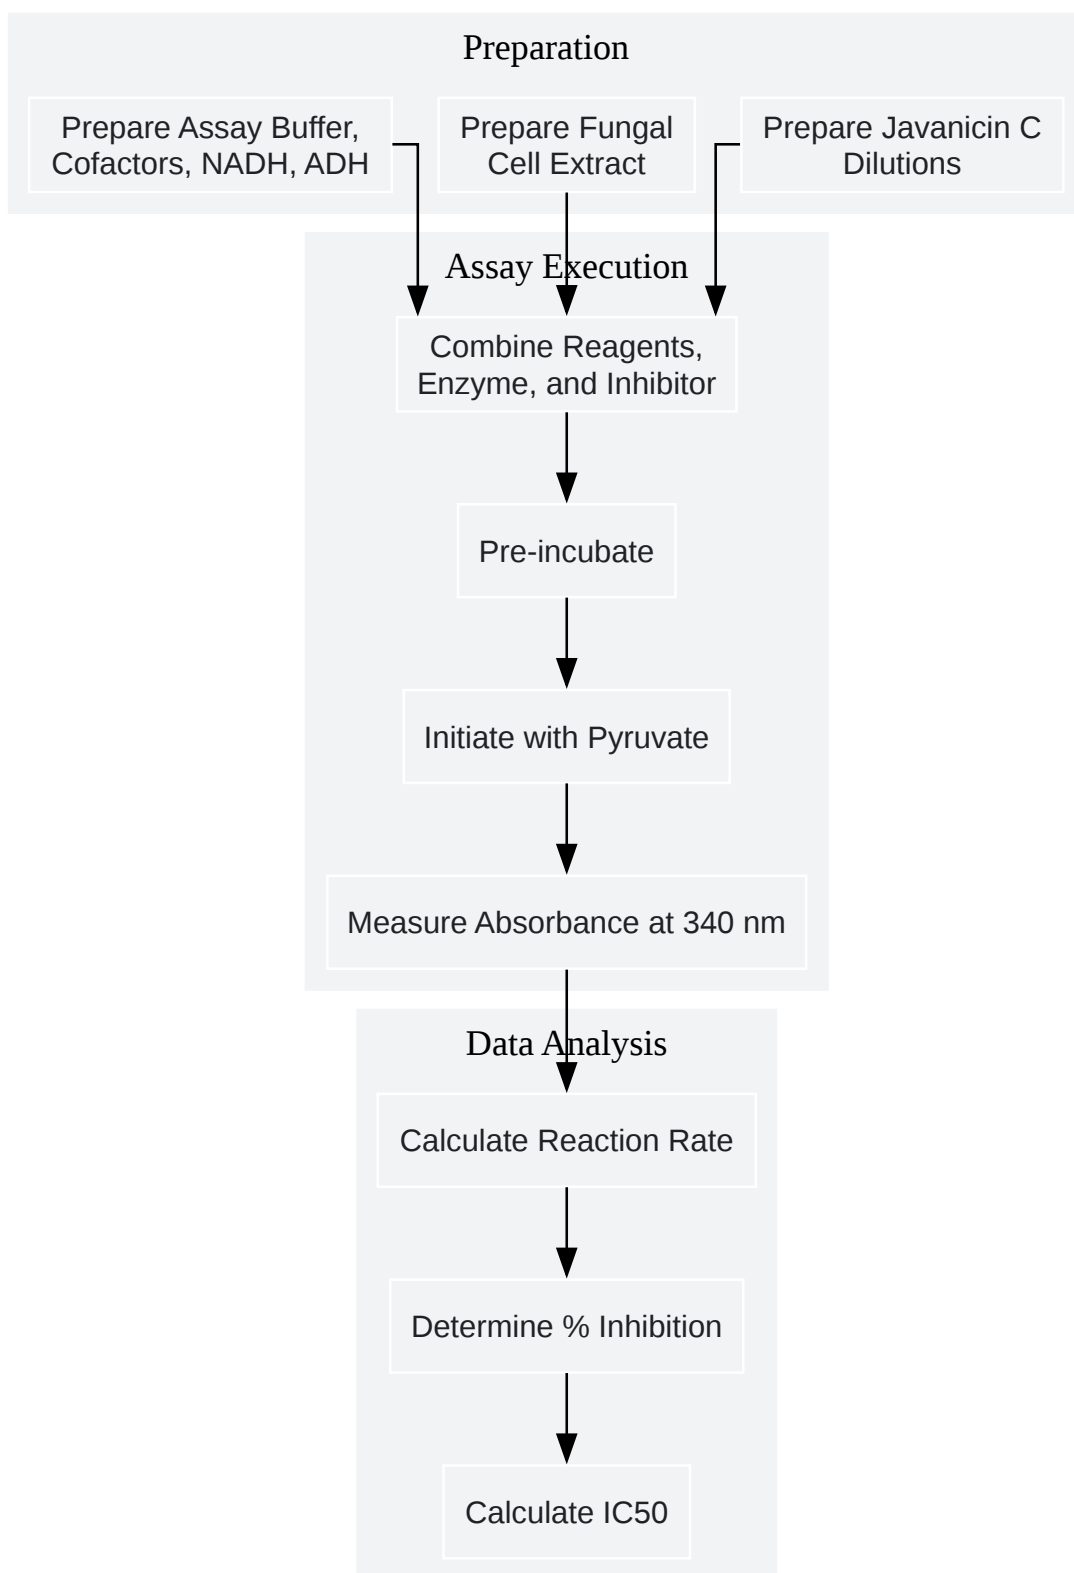 Preparation
Prepare Assay Buffer,
Cofactors, NADH, ADH
Prepare Fungal
Cell Extract
Prepare Javanicin C
Dilutions
Assay Execution
Combine Reagents,
Enzyme, and Inhibitor
Pre-incubate
Initiate with Pyruvate
Measure Absorbance at 340 nm
Data Analysis
Calculate Reaction Rate
Determine % Inhibition
Calculate IC50